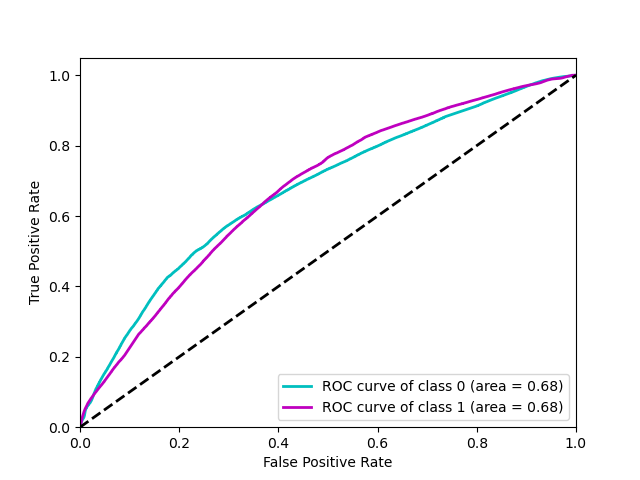 1.0
0.8
0.6
0.4
0.2
0.0
True Positive Rate
ROC curve of class 0 (area = 0.68)
ROC curve of class 1 (area = 0.68)
0.0 0.2 0.4 0.6 0.8 1.0
False Positive Rate